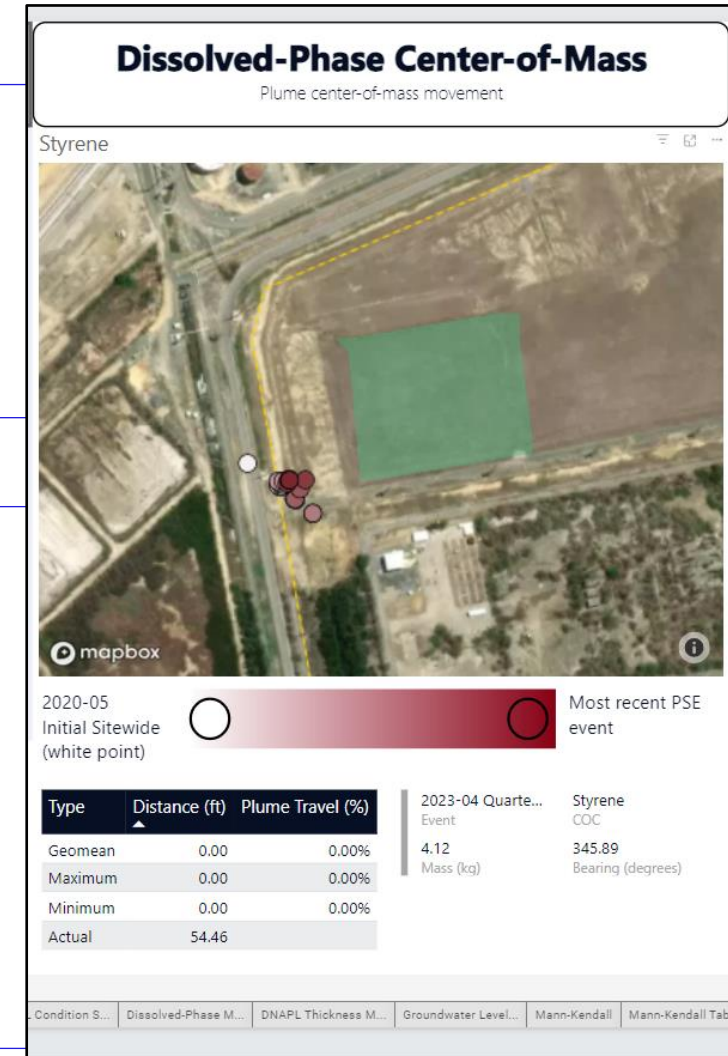 Dissolved-Phase Center-of-Mass
Plume center-of-mass movement
Styrene
mapbox
2020-05
Initial Sitewide
(white point)
Most recent PSE
event
Type Distance (ft) Plume Travel (%)
Geomean 0.00 0.00%
Maximum 0.00 0.00%
Minimum 0.00 0.00%
Actual 54.46
2023-04 Quarte... Styrene
Event COC
4.12 345.89
Mass (kg) Bearing (degrees)
. Condition S... Dissolved-Phase M... DNAPL Thickness M... Groundwater Level... Mann-Kendall Mann-Kendall Tab